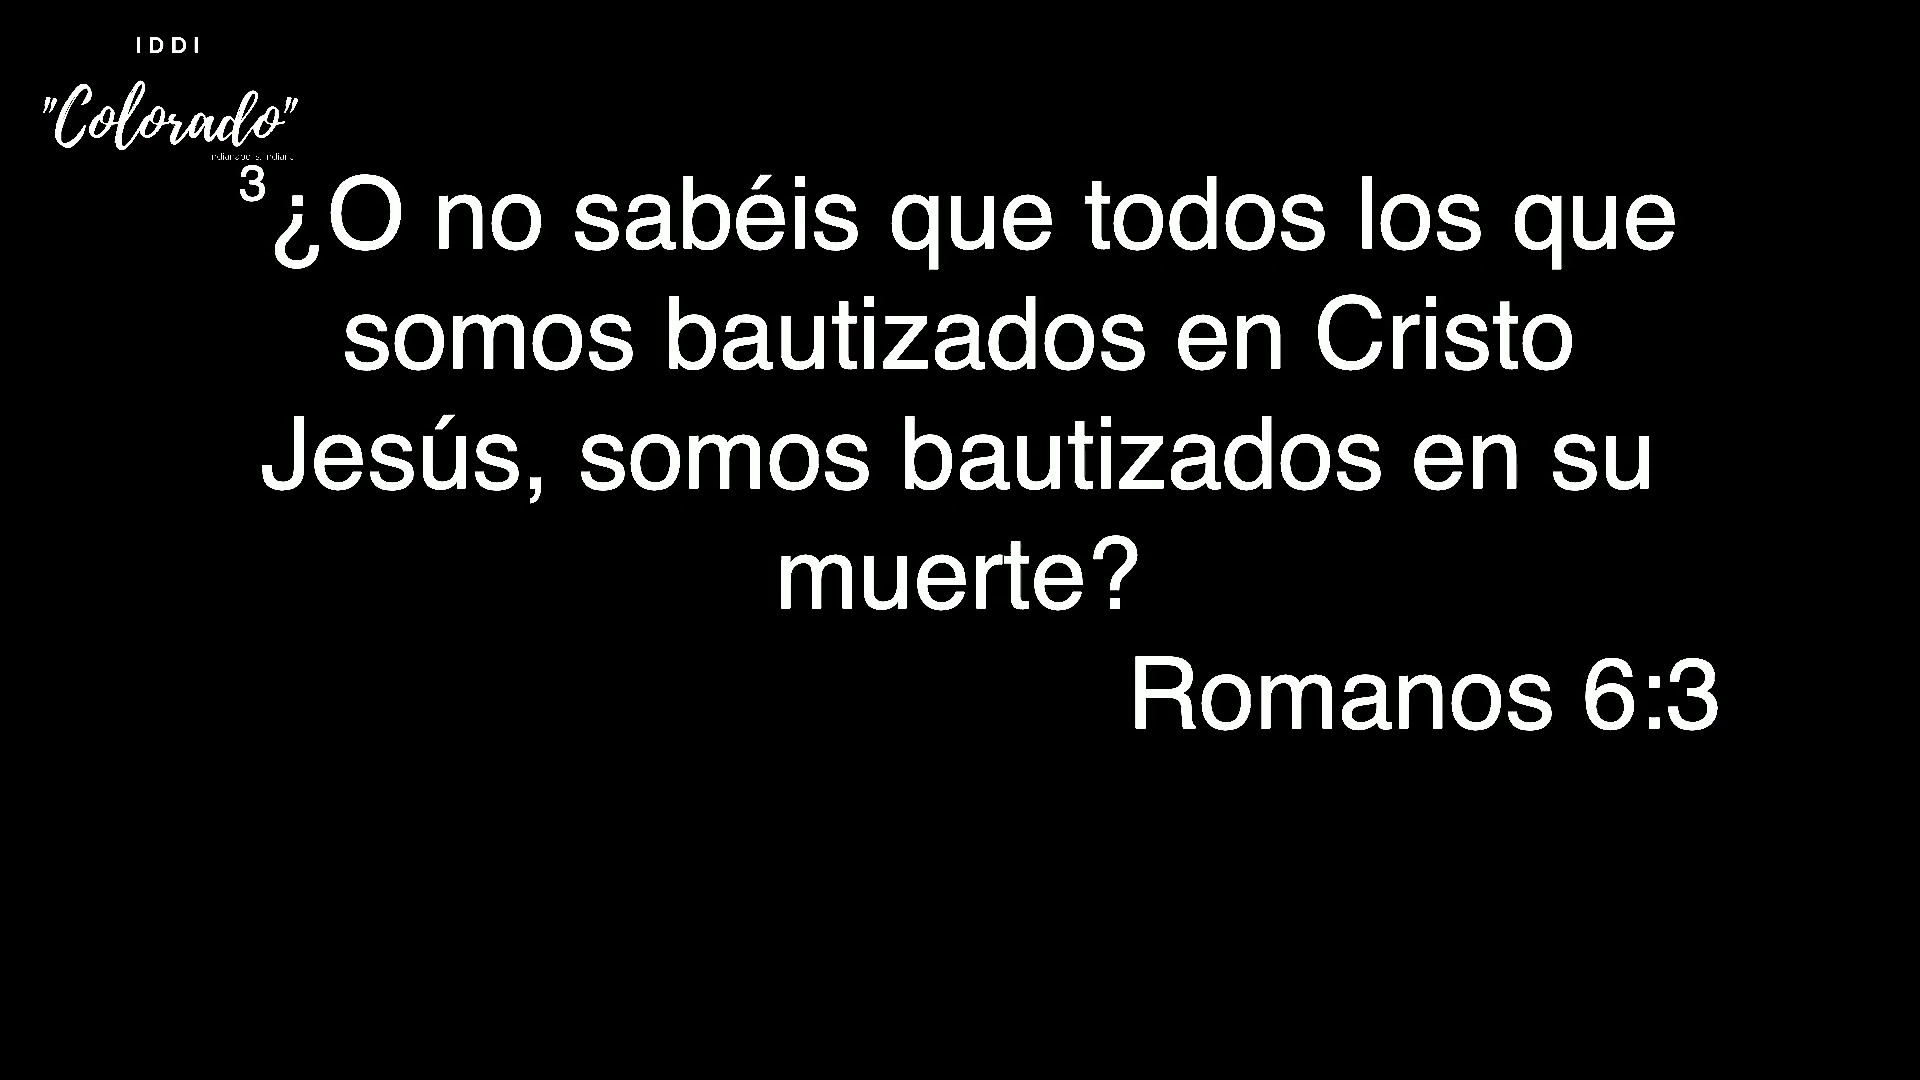 IDDI
"Colorado"
3 ¿O no sabéis que todos los que
somos bautizados en Cristo
Jesús, somos bautizados en su
muerte?
Romanos 6:3